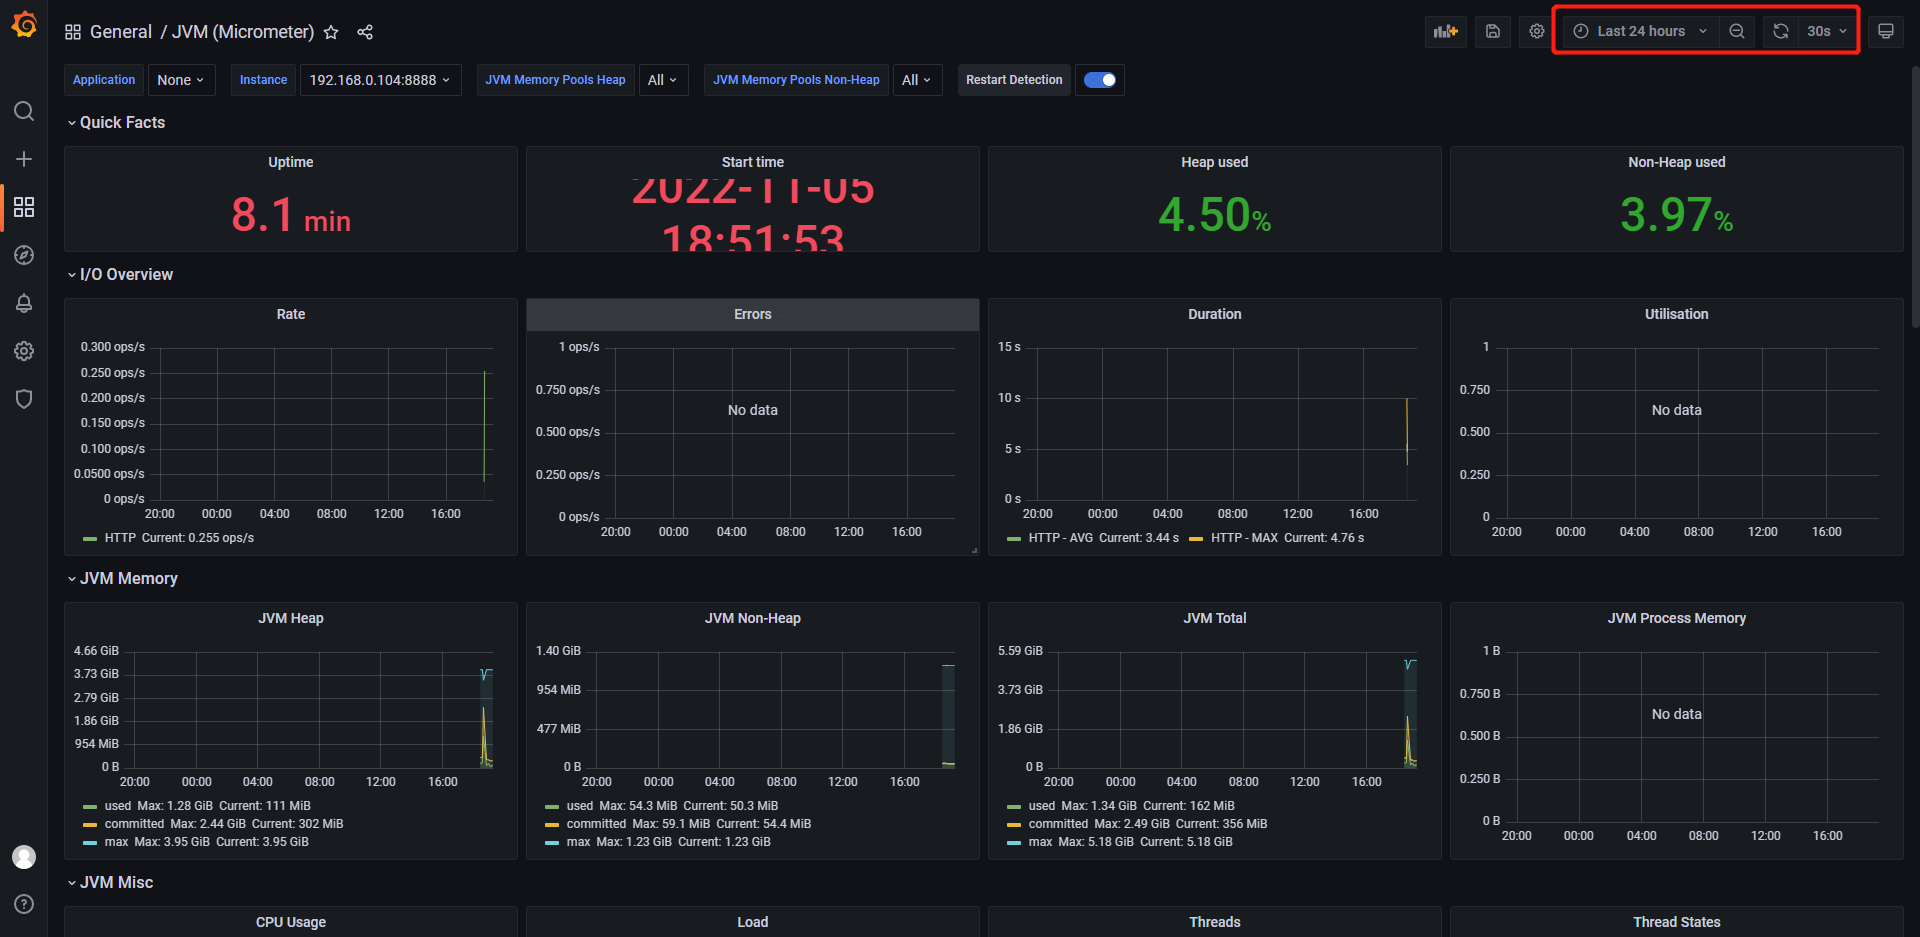 General / JVM (Micrometer)
Last 24 hours
30s
Application None Instance 192.168.0.104:8888 JVM Memory Pools Heap All JVM Memory Pools Non-Heap All Restart Detection
Quick Facts
Uptime
8.1 min
Start time
2022-11-05
18:51:53
Heap used
4.50%
Non-Heap used
3.97%
I/O Overview
Rate
0.300 ops/s
0.250 ops/s
0.200 ops/s
0.150 ops/s
0.100 ops/s
0.0500 ops/s
0 ops/s
20:00 00:00 04:00 08:00 12:00 16:00
HTTP Current: 0.255 ops/s
Errors
1 ops/s
0.750 ops/s
No data
0.500 ops/s
0.250 ops/s
0 ops/s
20:00 00:00 04:00 08:00 12:00 16:00
Duration
15 s
10 s
5 s
0 s
20:00 00:00 04:00 08:00 12:00 16:00
HTTP - AVG Current: 3.44 s HTTP - MAX Current: 4.76 s
Utilisation
1
0.750
No data
0.500
0.250
0
20:00 00:00 04:00 08:00 12:00 16:00
JVM Memory
JVM Heap
4.66 GiB
3.73 GiB
2.79 GiB
1.86 GiB
954 MiB
0 B
20:00 00:00 04:00 08:00 12:00 16:00
used Max: 1.28 GiB Current: 111 MiB
committed Max: 2.44 GiB Current: 302 MiB
max Max: 3.95 GiB Current: 3.95 GiB
JVM Non-Heap
1.40 GiB
954 MiB
477 MiB
0 B
20:00 00:00 04:00 08:00 12:00 16:00
used Max: 54.3 MiB Current: 50.3 MiB
committed Max: 59.1 MiB Current: 54.4 MiB
max Max: 1.23 GiB Current: 1.23 GiB
JVM Total
5.59 GiB
3.73 GiB
1.86 GiB
0 B
20:00 00:00 04:00 08:00 12:00 16:00
used Max: 1.34 GiB Current: 162 MiB
committed Max: 2.49 GiB Current: 356 MiB
max Max: 5.18 GiB Current: 5.18 GiB
JVM Process Memory
1 B
0.750 B
No data
0.500 B
0.250 B
0 B
20:00 00:00 04:00 08:00 12:00 16:00
JVM Misc
CPU Usage
Load
Threads
Thread States